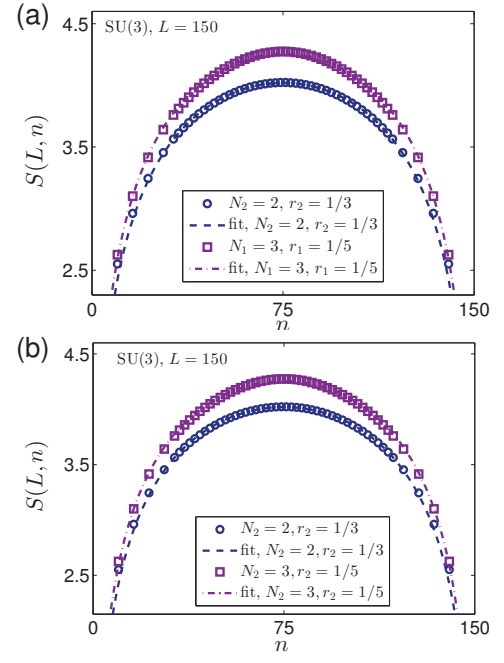 (a)
SU(3), L = 150
4.5
3.5
2.5
S(L, n)
N₂ = 2, r₂ = 1/3
fit, N₂ = 2, r₂ = 1/3
N₁ = 3, r₁ = 1/5
fit, N₁ = 3, r₁ = 1/5
0 75 150
n
(b)
SU(3), L = 150
4.5
3.5
2.5
S(L, n)
N₂ = 2, r₂ = 1/3
fit, N₂ = 2, r₂ = 1/3
N₂ = 3, r₂ = 1/5
fit, N₂ = 3, r₂ = 1/5
0 75 150
n